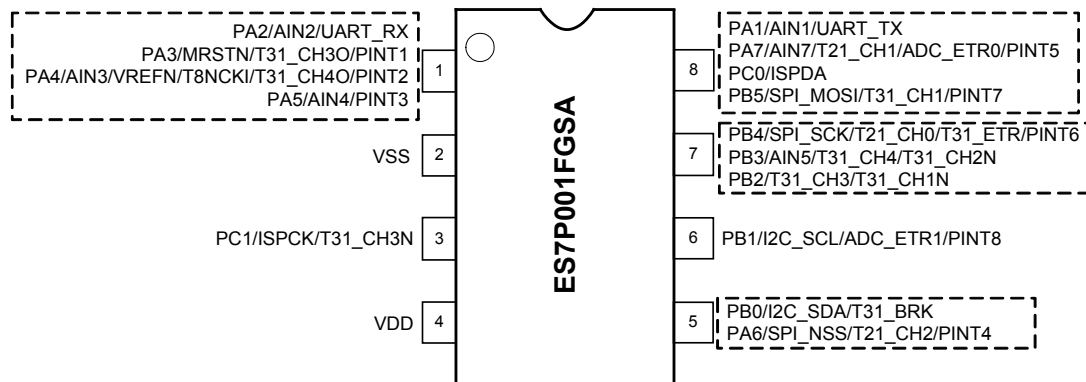 PA2/AIN2/UART_RX
PA3/MRSTN/T31_CH3O/PINT1
PA4/AIN3/VREFN/T8NCKI/T31_CH4O/PINT2
PA5/AIN4/PINT3
1
VSS
2
PC1/ISPCK/T31_CH3N
3
VDD
4
ES7P001FGSA
PA1/AIN1/UART_TX
PA7/AIN7/T21_CH1/ADC_ETR0/PINT5
PC0/ISPDA
PB5/SPI_MOSI/T31_CH1/PINT7
8
PB4/SPI_SCK/T21_CH0/T31_ETR/PINT6
PB3/AIN5/T31_CH4/T31_CH2N
PB2/T31_CH3/T31_CH1N
7
6
PB1/I2C_SCL/ADC_ETR1/PINT8
5
PB0/I2C_SDA/T31_BRK
PA6/SPI_NSS/T21_CH2/PINT4